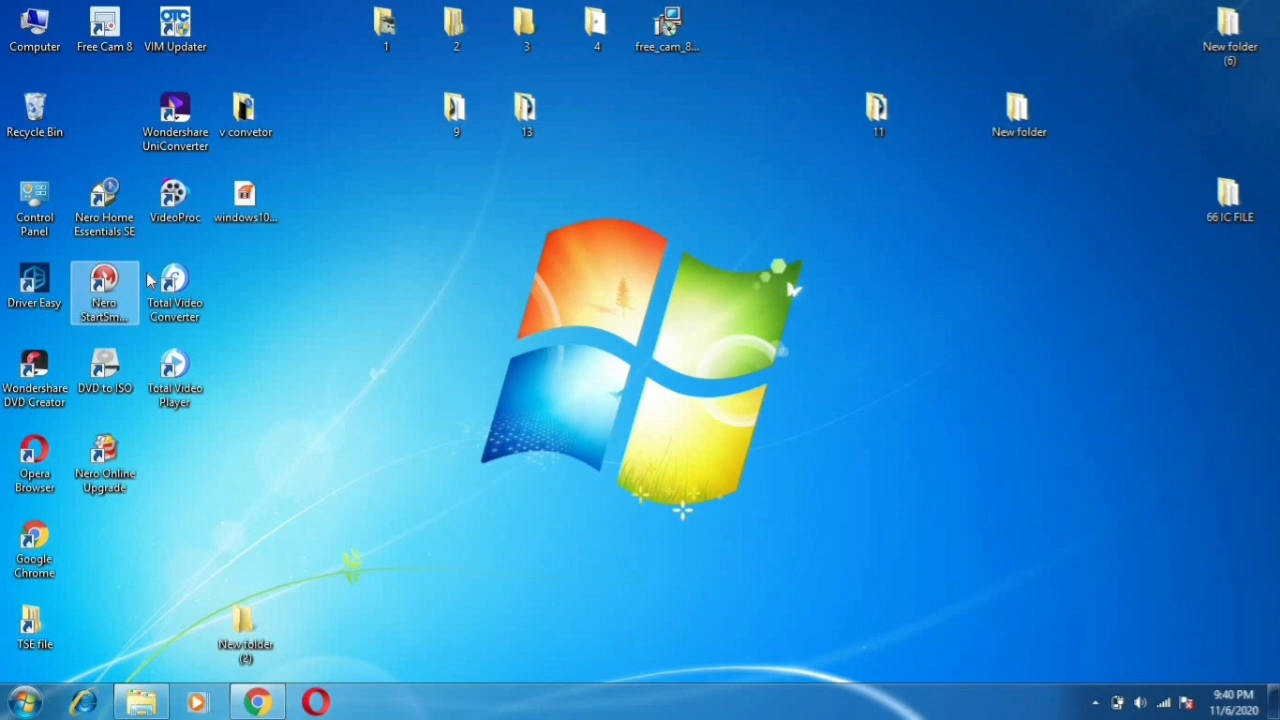 Computer
Free Cam 8
VIM Updater
1
2
3
4
free_cam_8...
New folder
(6)
Recycle Bin
Wondershare
UniConverter
v convetor
9
13
11
New folder
Control
Panel
Nero Home
Essentials SE
VideoProc
windows10...
66 IC FILE
Driver Easy
Nero
StartSm...
Total Video
Converter
Wondershare
DVD Creator
DVD to ISO
Total Video
Player
Opera
Browser
Nero Online
Upgrade
Google
Chrome
TSE file
New folder
(2)
9:40 PM
11/6/2020
OTC